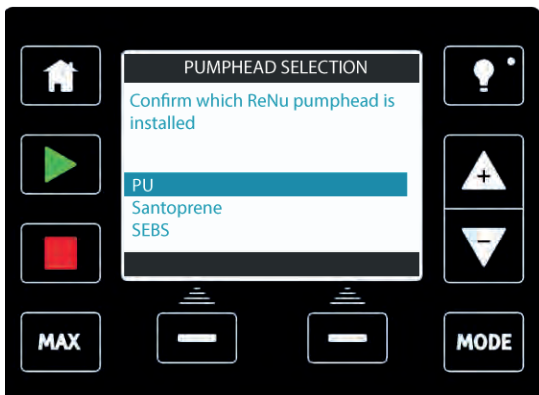 PUMPHEAD SELECTION
Confirm which ReNu pumphead is
installed
PU
Santoprene
SEBS
MAX
MODE